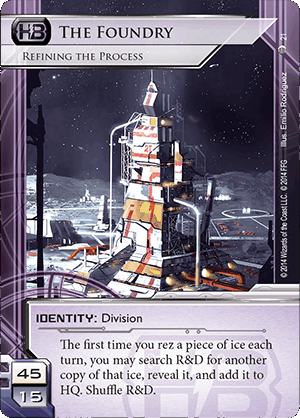 HB
THE FOUNDRY
REFINING THE PROCESS
21
Illus. Emilio Rodriguez
© 2014 Wizards of the Coast LLC. © 2014 FFG
IDENTITY: Division
The first time you rez a piece of ice each
turn, you may search R&D for another
copy of that ice, reveal it, and add it to
HQ. Shuffle R&D.
45
15